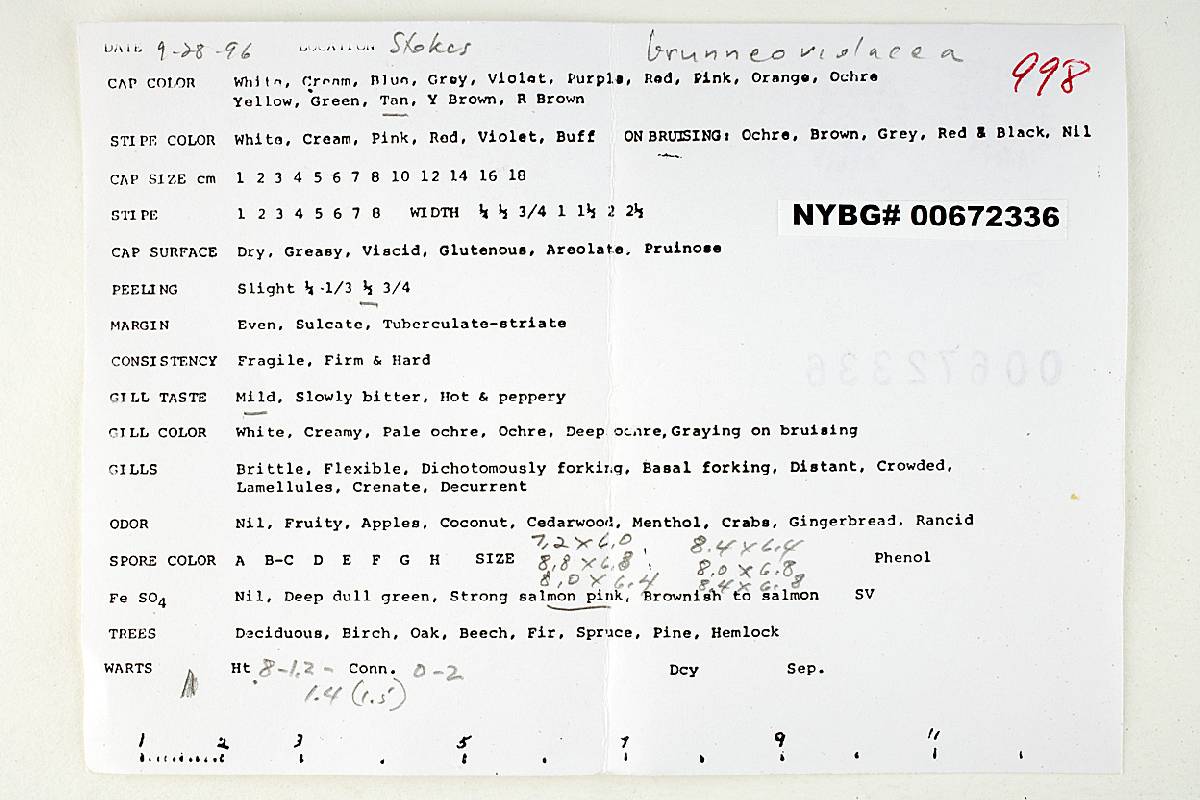 DATE 9-28-96 LOCATION Stokes brunneoviolacea 998
CAP COLOR White, Cream, Blue, Grey, Violet, Purple, Red, Pink, Orange, Ochre
Yellow, Green, Tan, Y Brown, R Brown
STIPE COLOR White, Cream, Pink, Red, Violet, Buff ON BRUISING: Ochre, Brown, Grey, Red & Black, Nil
CAP SIZE cm 1 2 3 4 5 6 7 8 10 12 14 16 18
STIPE 1 2 3 4 5 6 7 8 WIDTH ¼ ½ 3/4 1 1½ 2 2½
NYBG# 00672336
CAP SURFACE Dry, Greasy, Viscid, Glutenous, Areolate, Pruinose
PEELING Slight ¼ -1/3 ½ 3/4
MARGIN Even, Sulcate, Tuberculate-striate
CONSISTENCY Fragile, Firm & Hard
00672336
GILL TASTE Mild, Slowly bitter, Hot & peppery
GILL COLOR White, Creamy, Pale ochre, Ochre, Deep ochre, Graying on bruising
GILLS Brittle, Flexible, Dichotomously forking, Basal forking, Distant, Crowded,
Lamellules, Crenate, Decurrent
ODOR Nil, Fruity, Apples, Coconut, Cedarwood, Menthol, Crabs, Gingerbread, Rancid
7.2 x 6.0 8.4 x 6.4
SPORE COLOR A B-C D E F G H SIZE 8.8 x 6.8 8.0 x 6.8 Phenol
8.0 x 6.4 8.4 x 6.8
Fe SO4 Nil, Deep dull green, Strong salmon pink, Brownish to salmon SV
TREES Deciduous, Birch, Oak, Beech, Fir, Spruce, Pine, Hemlock
WARTS Ht .8-1.2- Conn. 0-2 Dcy Sep.
1.4 (1.5)
1 2 3 5 7 9 11